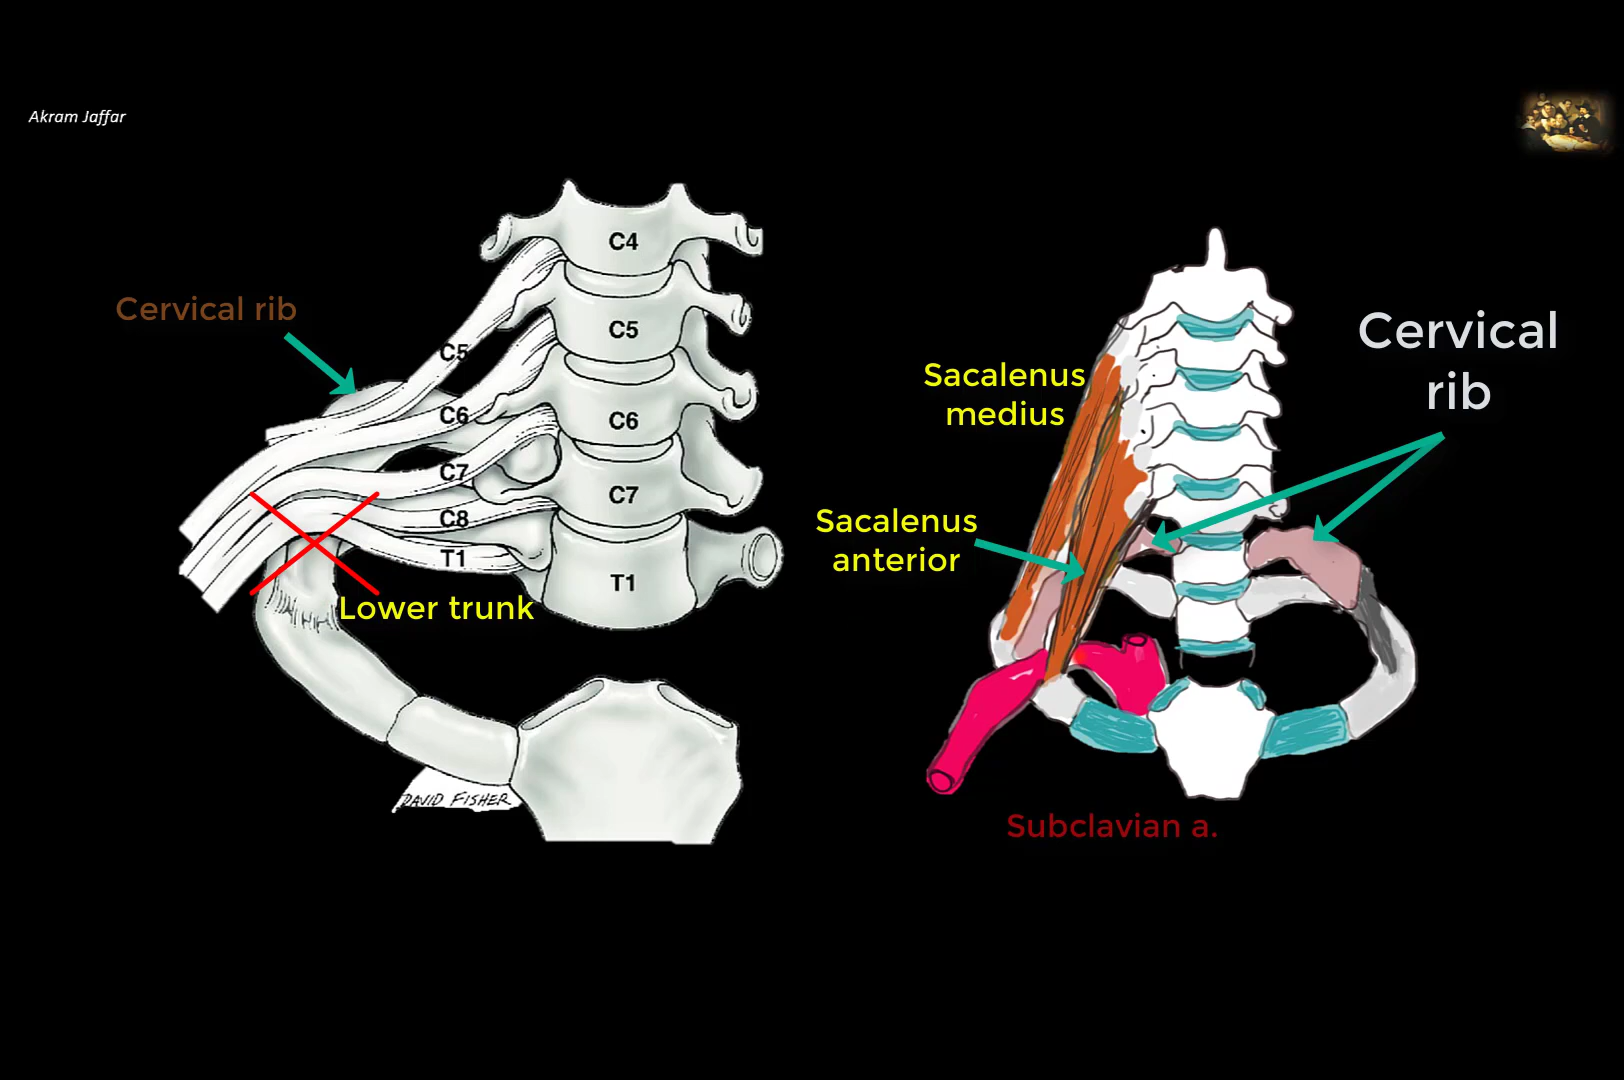 Akram Jaffar
C4
Cervical rib
C5
C5
C6
C6
C7
C7
C8
T1
T1
Lower trunk
DAVID FISHER
Cervical
rib
Sacalenus
medius
Sacalenus
anterior
Subclavian a.